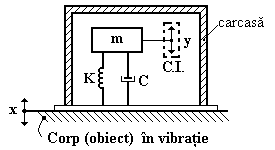 carcasă
m
y
C.I.
K
C
x
Corp (obiect) în vibrație